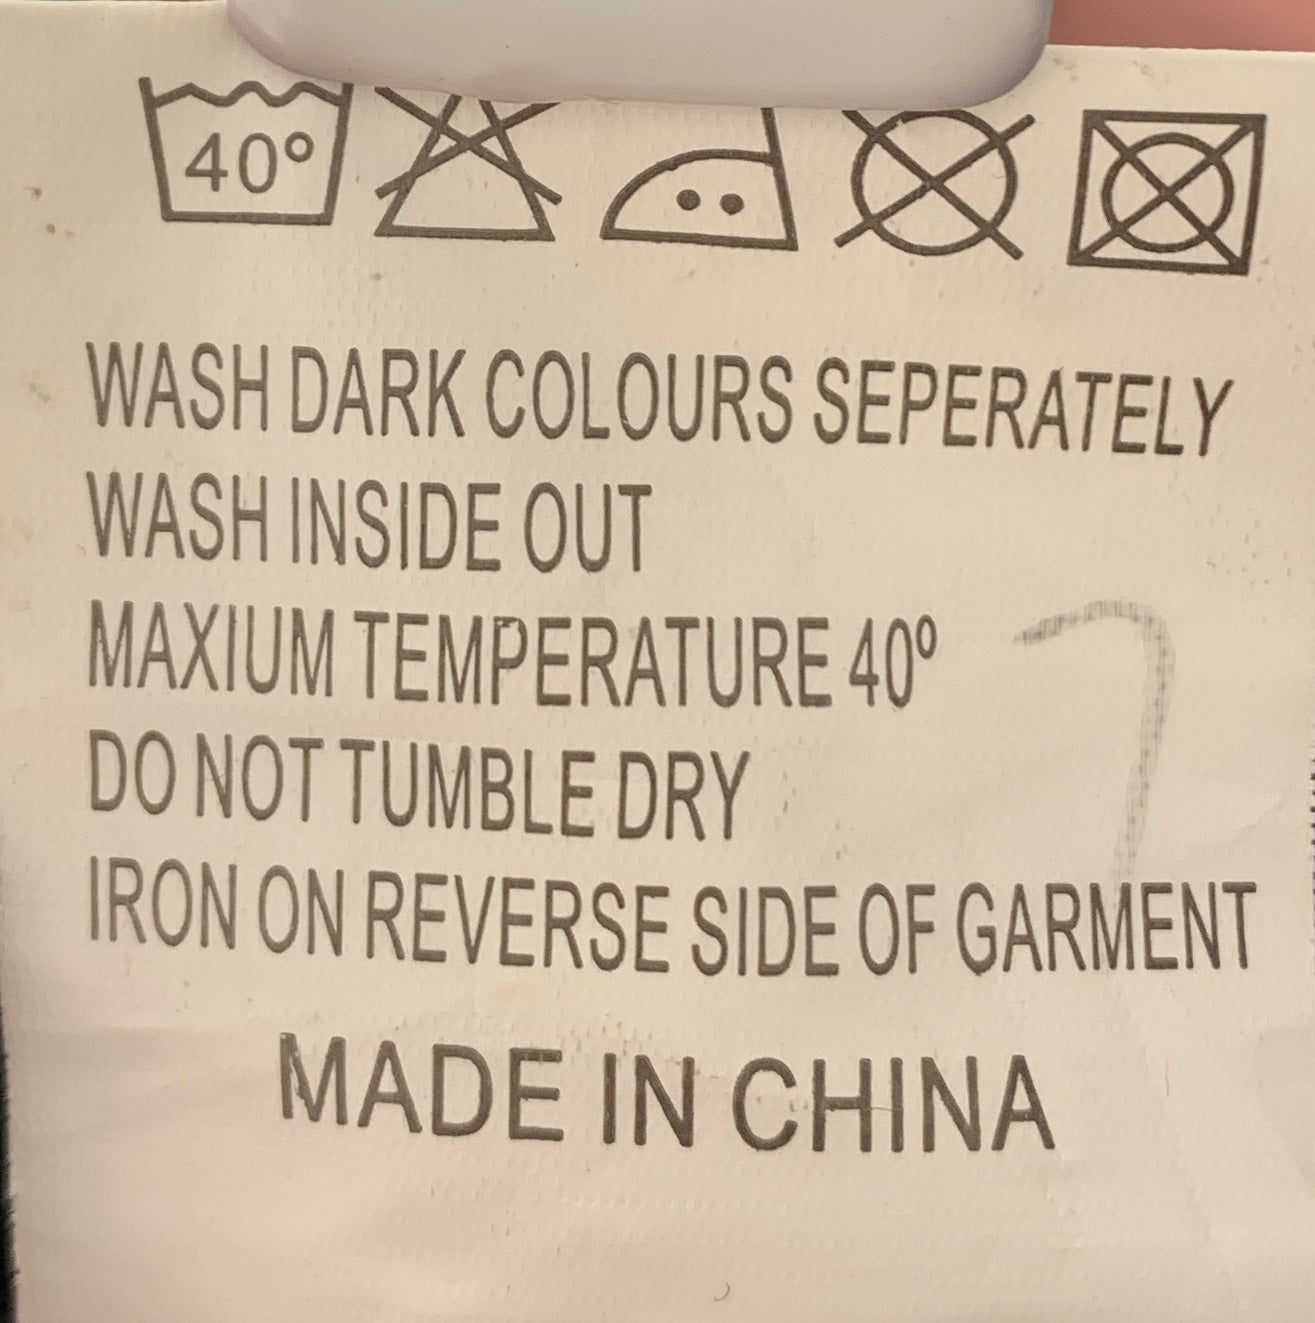 40°
WASH DARK COLOURS SEPERATELY
WASH INSIDE OUT
MAXIUM TEMPERATURE 40º
DO NOT TUMBLE DRY
IRON ON REVERSE SIDE OF GARMENT
MADE IN CHINA